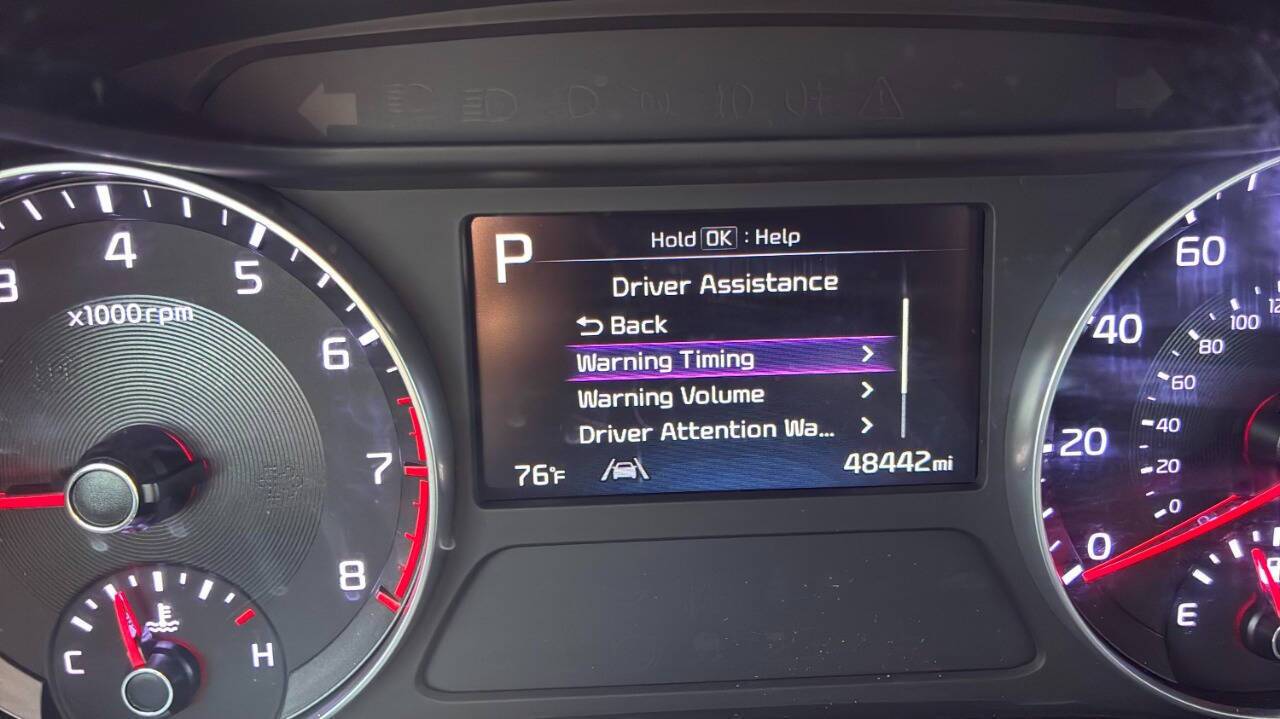 P
Hold OK : Help
Driver Assistance
Back
Warning Timing
Warning Volume
Driver Attention Wa...
76°F
48442mi
3
4
5
6
7
8
x1000rpm
C
H
0
20
40
60
0
20
40
60
80
100
E